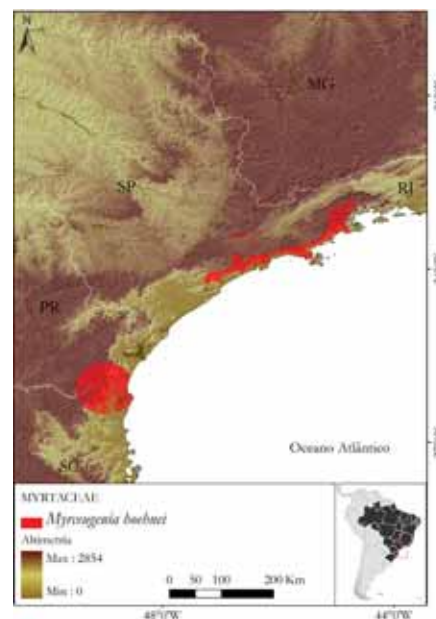 N
MG
SP
RJ
PR
Oceano Atlântico
SC
MYRTACEAE
Myrceugenia hoehnei
Altimetria
Max : 2854
Min : 0
0 50 100 200 Km
48°0'W 44°0'W